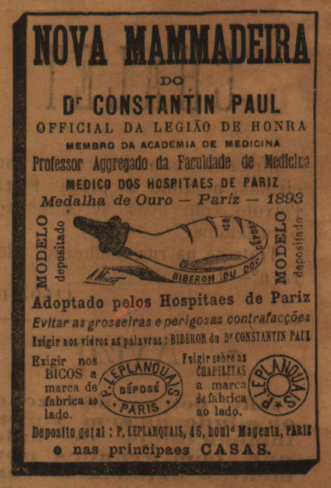 NOVA MAMMADEIRA
DO
Dr CONSTANTIN PAUL
OFFICIAL DA LEGIÃO DE HONRA
MEMBRO DA ACADEMIA DE MEDICINA
Professor Aggregado da Faculdade de Medicina
MEDICO DOS HOSPITAES DE PARIZ
Medalha de Ouro — Pariz — 1893
MODELO
depositado
BIBERON DU DOC
MODELO
depositado
Adoptado pelos Hospitaes de Pariz
Evitar as grosseiras e perigosas contrafacções
Exigir nos vidros as palavras : BIBERON du Dr CONSTANTIN PAUL
Exigir nos
BICOS a
marca de
fabrica ao
lado.
P. LEPLANQUAIS
DÉPOSÉ
PARIS
Exigir sobre as
CHAPELETAS
a marca
de fabrica
ao lado.
P. LEPLANQUAIS
Deposito geral : P. LEPLANQUAIS, 46, bould Magenta, PARIZ
e nas principaes CASAS.